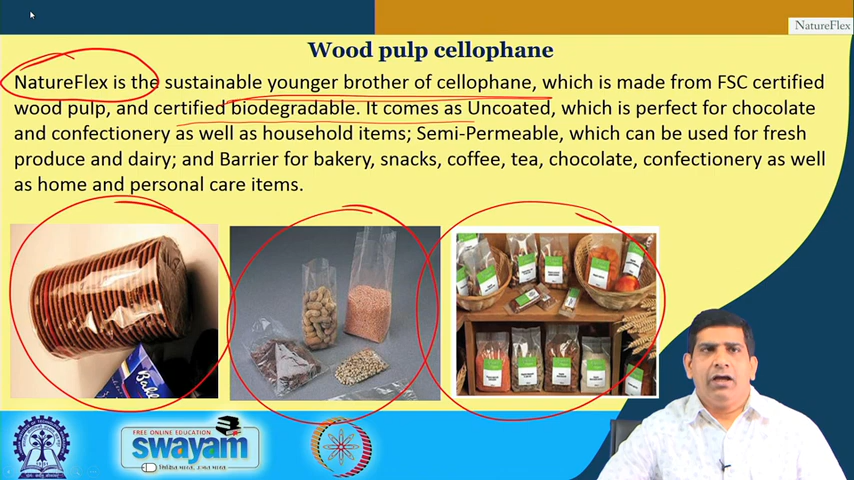 NatureFlex
Wood pulp cellophane
NatureFlex is the sustainable younger brother of cellophane, which is made from FSC certified
wood pulp, and certified biodegradable. It comes as Uncoated, which is perfect for chocolate
and confectionery as well as household items; Semi-Permeable, which can be used for fresh
produce and dairy; and Barrier for bakery, snacks, coffee, tea, chocolate, confectionery as well
as home and personal care items.
FREE ONLINE EDUCATION
swayam